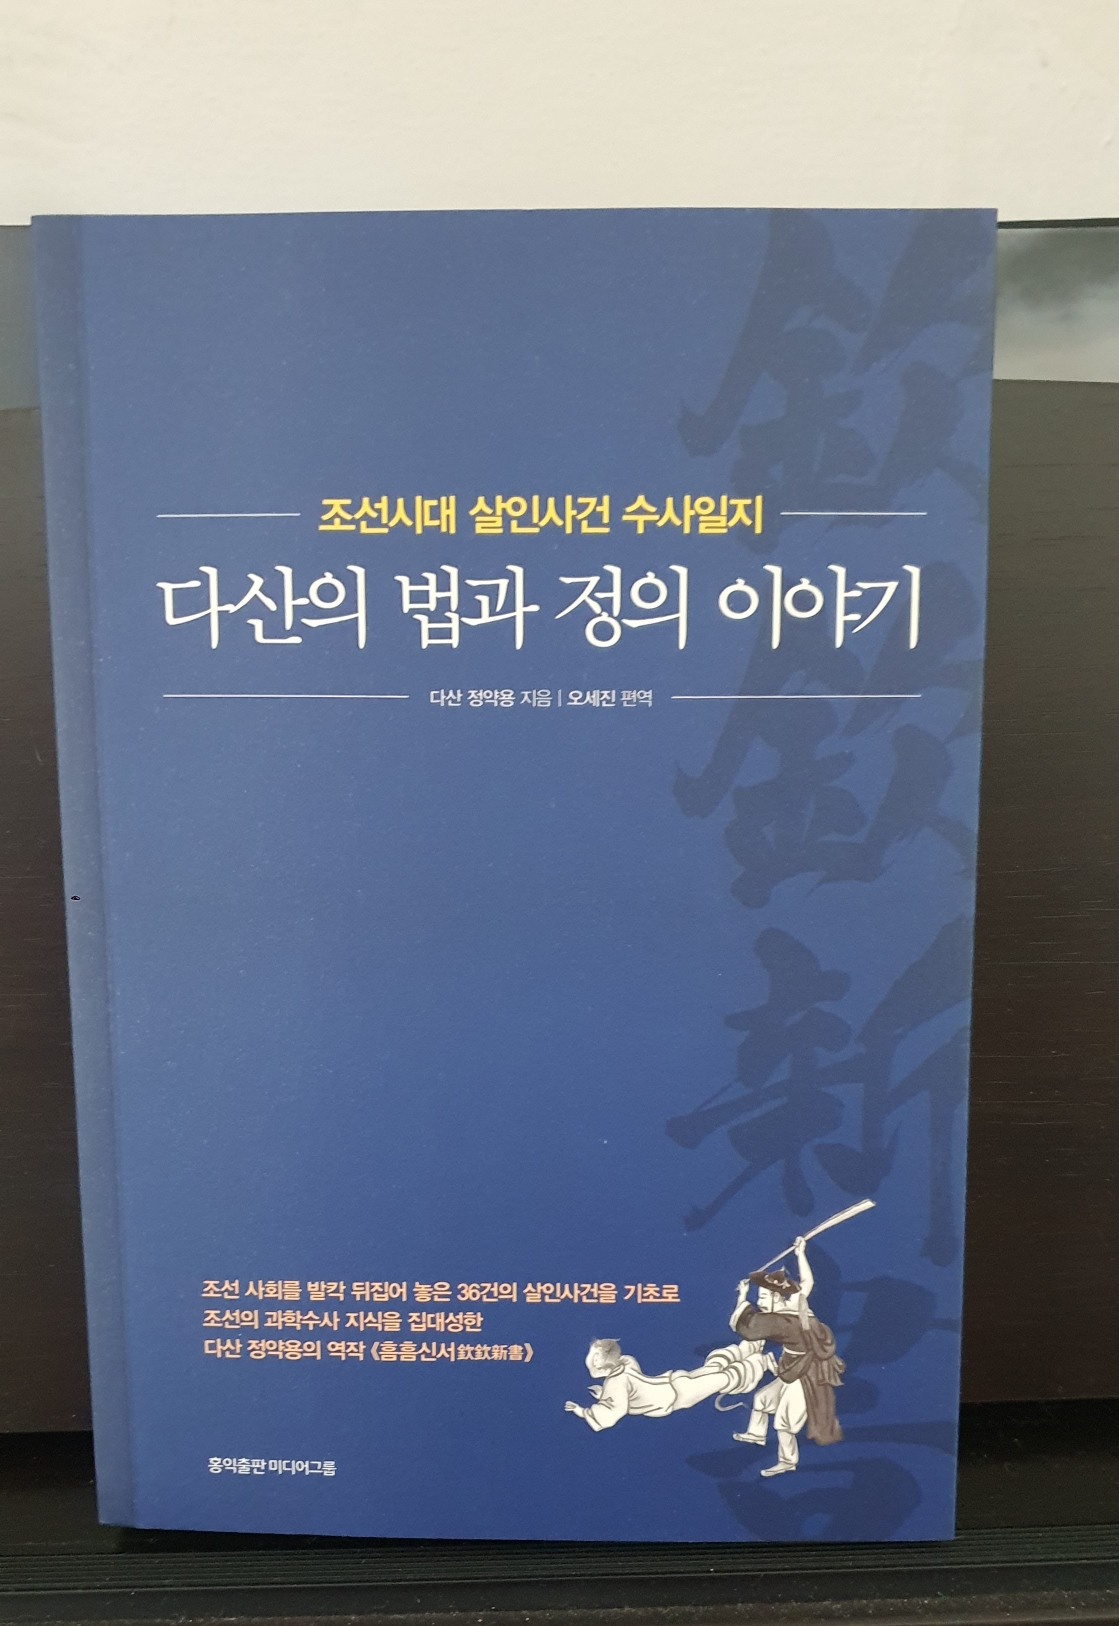 조선시대 살인사건 수사일지
다산의 법과 정의 이야기
다산 정약용 지음 | 오세진 편역
조선 사회를 발칵 뒤집어 놓은 36건의 살인사건을 기초로
조선의 과학수사 지식을 집대성한
다산 정약용의 역작 《흠흠신서欽欽新書》
홍익출판 미디어그룹
欽欽新書